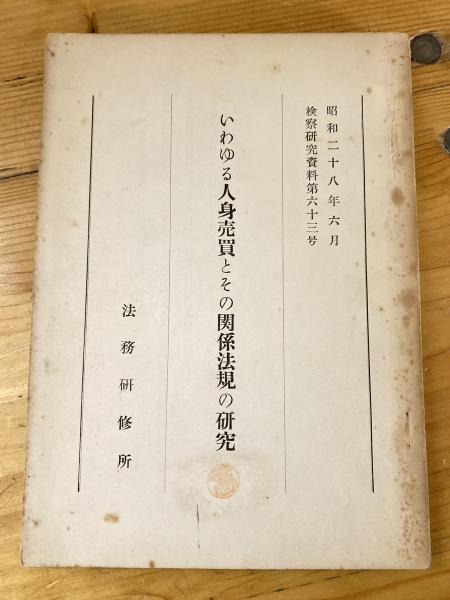 昭和二十八年六月
検察研究資料第六十三号
いわゆる人身売買とその関係法規の研究
法務研修所